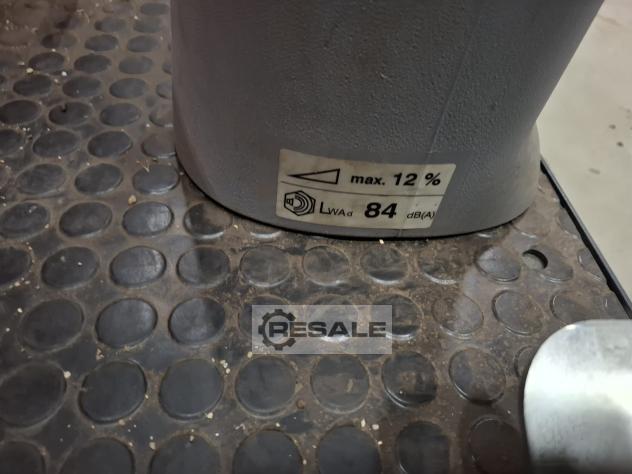 max. 12 %
LWAd 84 dB(A)
RESALE